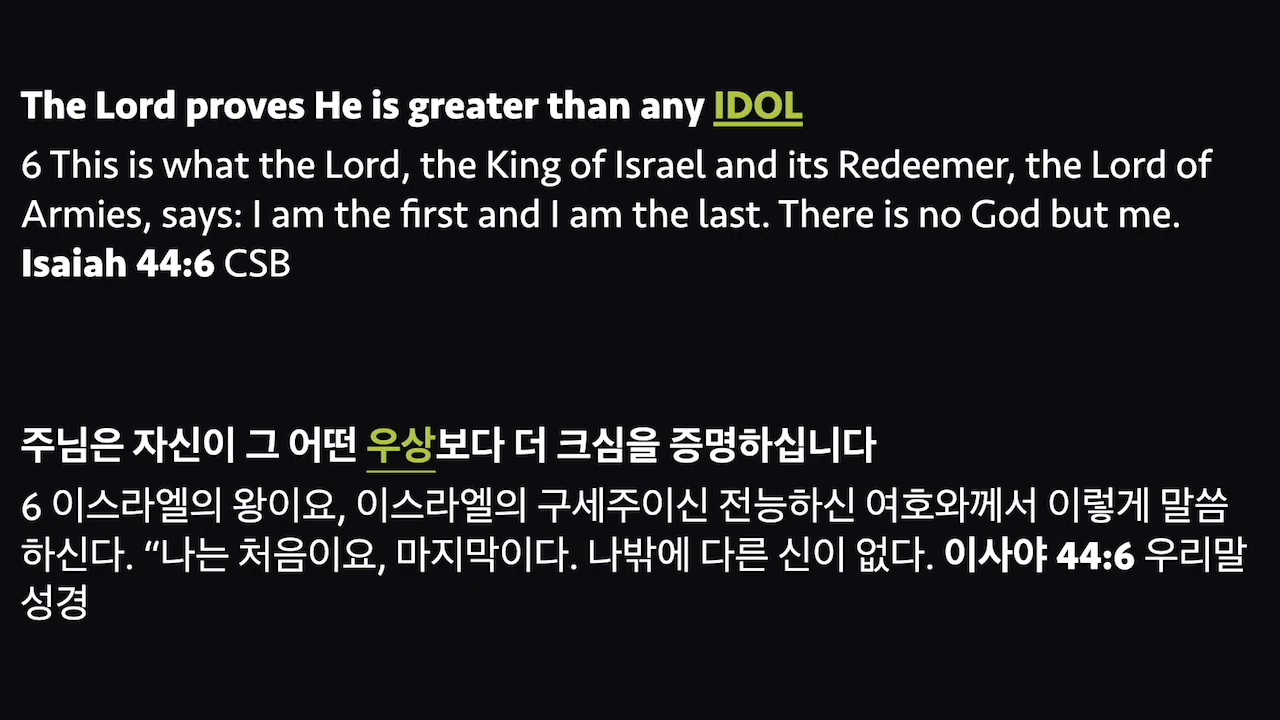 The Lord proves He is greater than any IDOL
6 This is what the Lord, the King of Israel and its Redeemer, the Lord of
Armies, says: I am the first and I am the last. There is no God but me.
Isaiah 44:6 CSB
주님은 자신이 그 어떤 우상보다 더 크심을 증명하십니다
6 이스라엘의 왕이요, 이스라엘의 구세주이신 전능하신 여호와께서 이렇게 말씀
하신다. “나는 처음이요, 마지막이다. 나밖에 다른 신이 없다. 이사야 44:6 우리말
성경